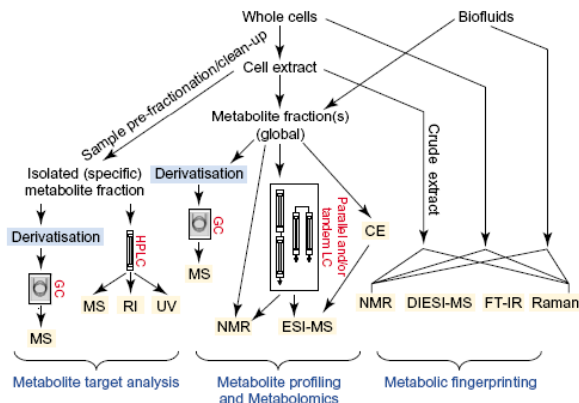 Whole cells
Biofluids
Sample pre-fractionation/clean-up
Cell extract
Metabolite fraction(s)
(global)
Crude extract
Isolated (specific)
metabolite fraction
Derivatisation
Derivatisation
HPLC
GC
GC
Parallel and/or
tandem LC
CE
MS
MS
RI
UV
MS
NMR
ESI-MS
NMR
DIESI-MS
FT-IR
Raman
Metabolite target analysis
Metabolite profiling
and Metabolomics
Metabolic fingerprinting